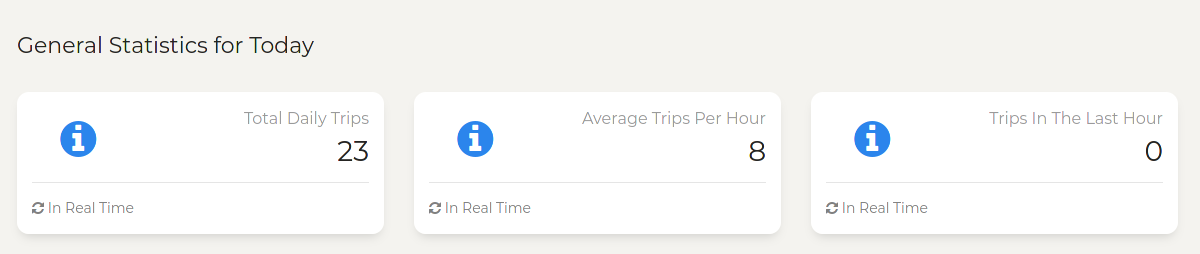 General Statistics for Today
Total Daily Trips
23
In Real Time
Average Trips Per Hour
8
In Real Time
Trips In The Last Hour
0
In Real Time